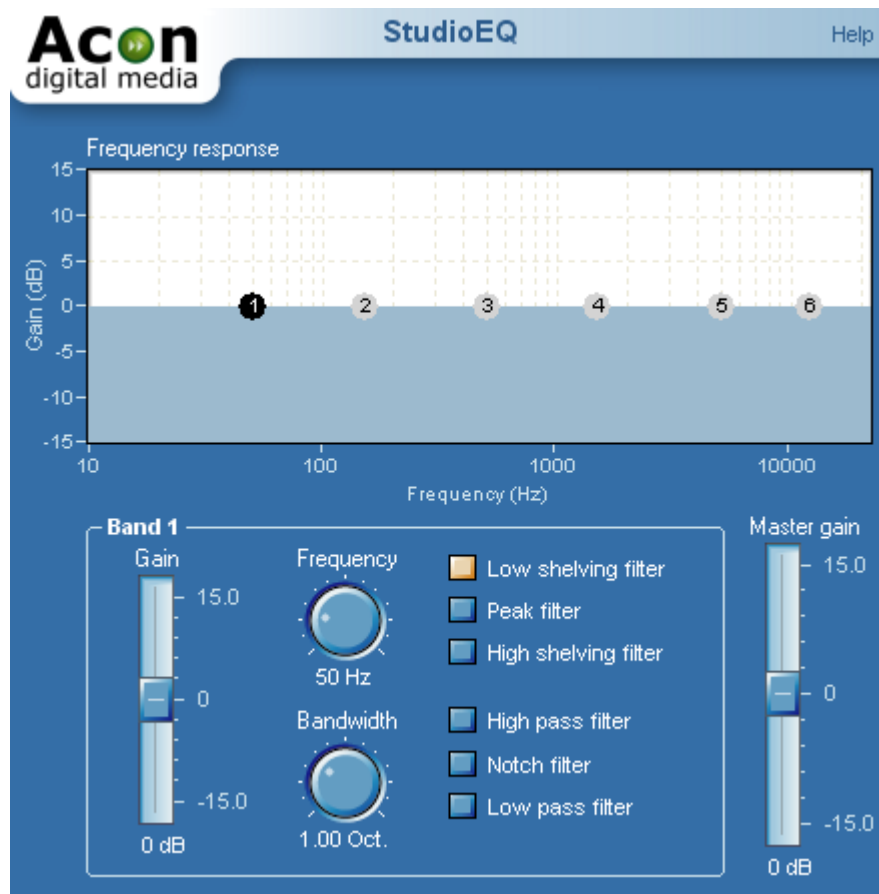 Acon
digital media
StudioEQ
Help
Frequency response
Gain (dB)
15
10
5
0
-5
-10
-15
1
2
3
4
5
6
10
100
1000
10000
Frequency (Hz)
Band 1
Gain
15.0
0
-15.0
0 dB
Frequency
50 Hz
Bandwidth
1.00 Oct.
Low shelving filter
Peak filter
High shelving filter
High pass filter
Notch filter
Low pass filter
Master gain
15.0
0
-15.0
0 dB